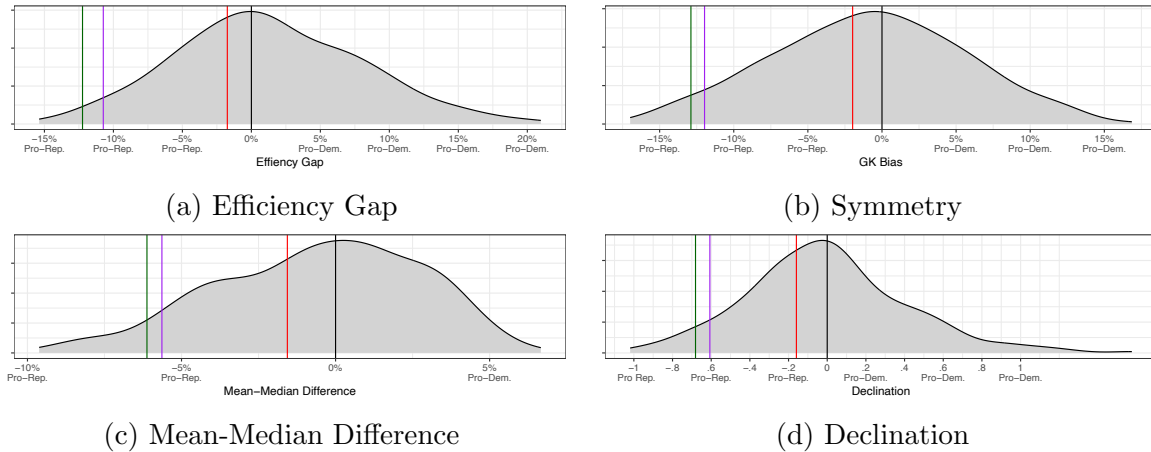 −15% −10% −5% 0% 5% 10% 15% 20%
Pro−Rep. Pro−Rep. Pro−Rep. Pro−Dem. Pro−Dem. Pro−Dem. Pro−Dem.
Effiency Gap
(a) Efficiency Gap
−15% −10% −5% 0% 5% 10% 15%
Pro−Rep. Pro−Rep. Pro−Rep. Pro−Dem. Pro−Dem. Pro−Dem.
GK Bias
(b) Symmetry
−10% −5% 0% 5%
Pro−Rep. Pro−Rep. Pro−Dem.
Mean−Median Difference
(c) Mean-Median Difference
−1 −.8 −.6 −.4 −.2 0 .2 .4 .6 .8 1
Pro Rep. Pro−Rep. Pro−Rep. Pro−Dem. Pro−Dem. Pro−Dem.
Declination
(d) Declination